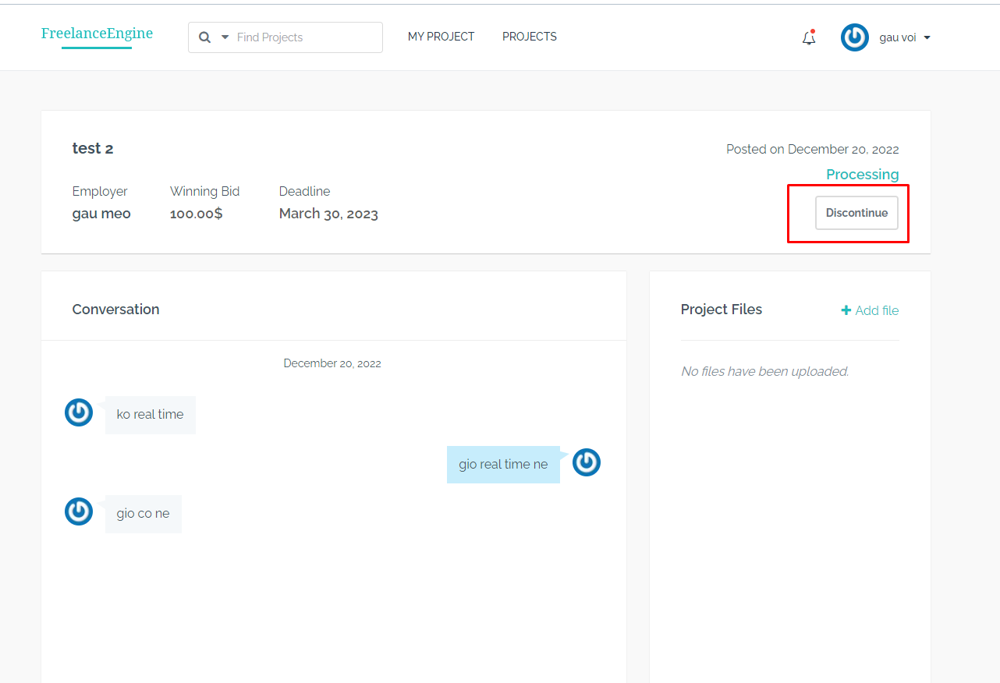 FreelanceEngine
Find Projects
MY PROJECT
PROJECTS
gau voi
test 2
Posted on December 20, 2022
Processing
Employer
Winning Bid
Deadline
gau meo
100.00$
March 30, 2023
Discontinue
Conversation
December 20, 2022
ko real time
gio real time ne
gio co ne
Project Files
Add file
No files have been uploaded.